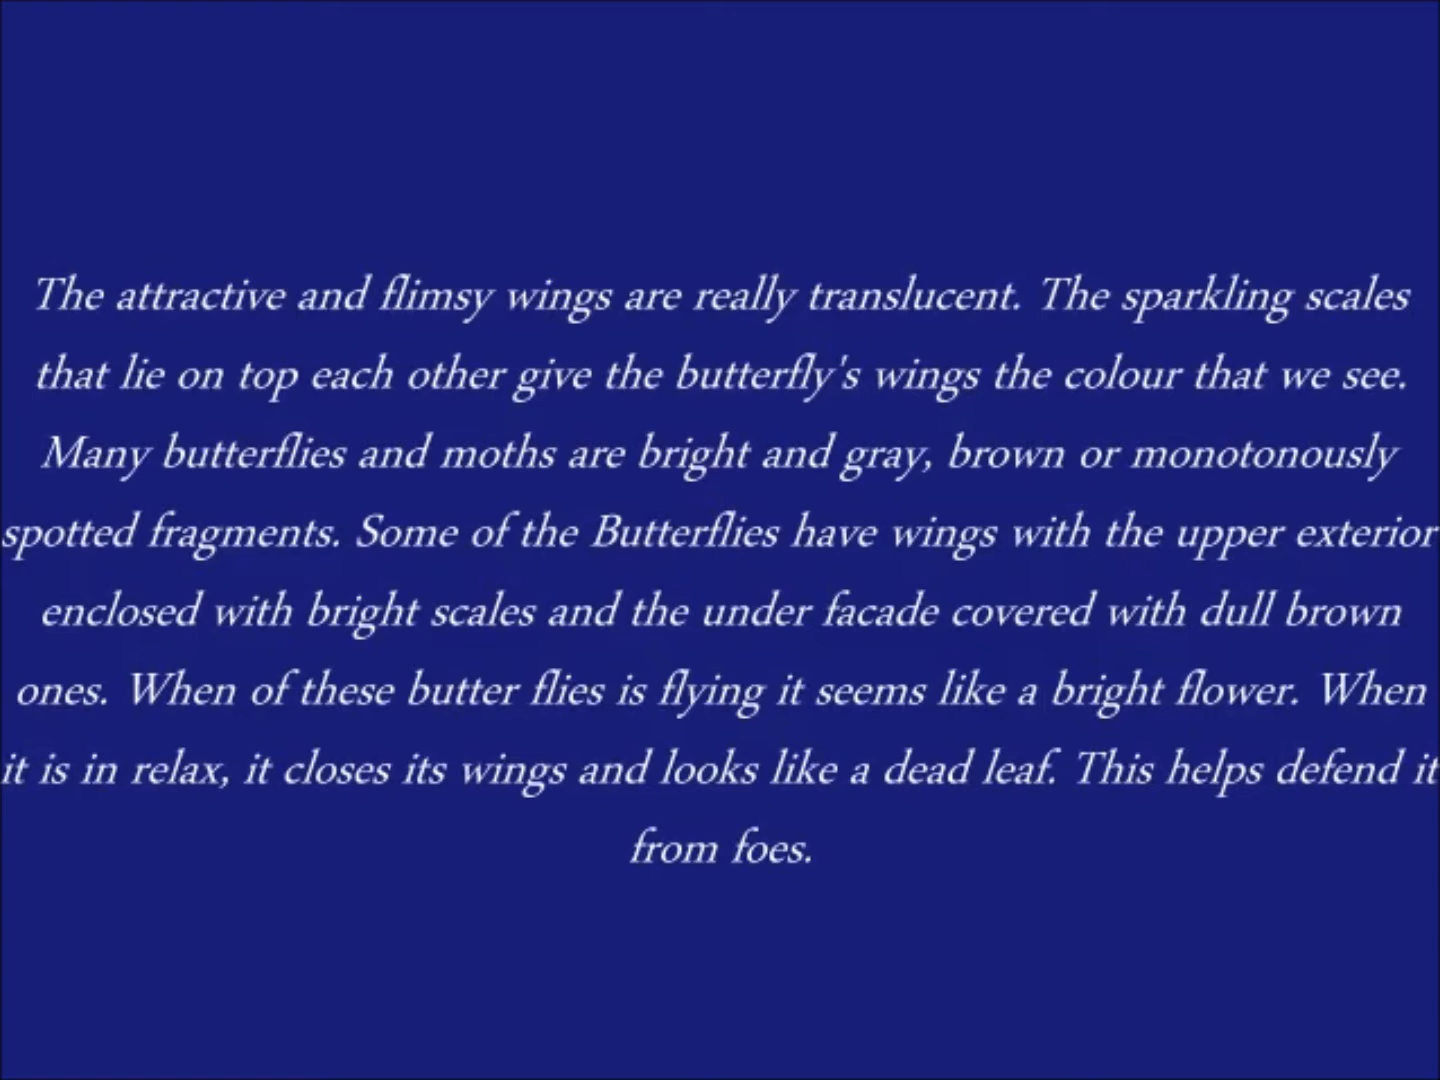 The attractive and flimsy wings are really translucent. The sparkling scales
that lie on top each other give the butterfly's wings the colour that we see.
Many butterflies and moths are bright and gray, brown or monotonously
spotted fragments. Some of the Butterflies have wings with the upper exterior
enclosed with bright scales and the under facade covered with dull brown
ones. When of these butter flies is flying it seems like a bright flower. When
it is in relax, it closes its wings and looks like a dead leaf. This helps defend it
from foes.